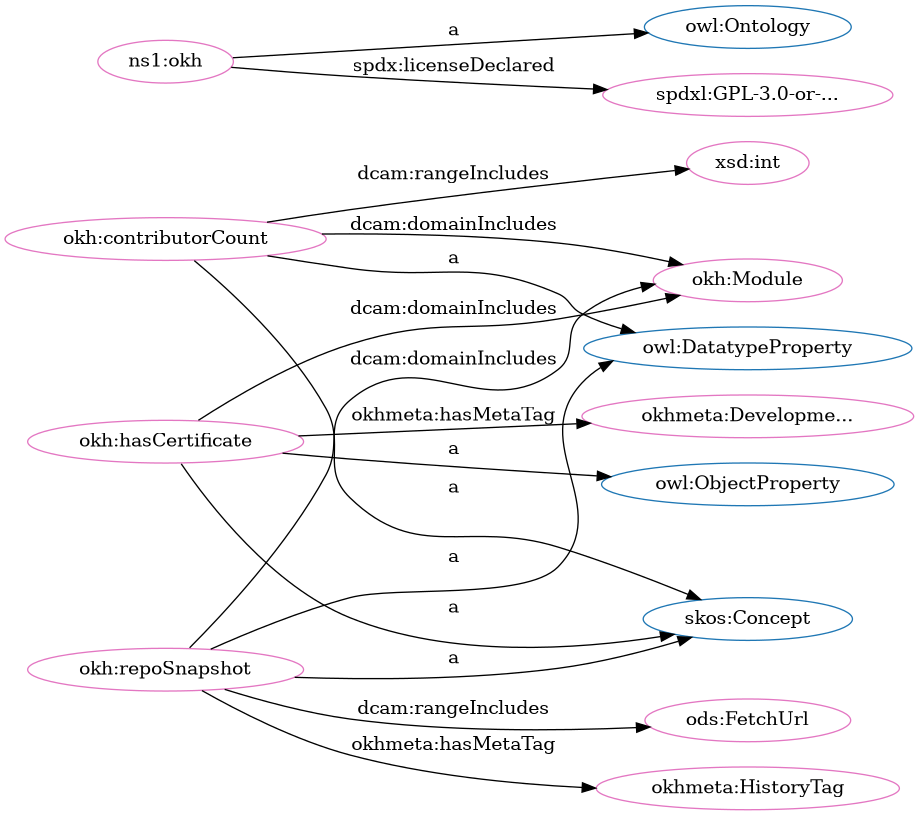 a
owl:Ontology
ns1:okh
spdx:licenseDeclared
spdxl:GPL-3.0-or-...
xsd:int
dcam:rangeIncludes
okh:contributorCount
dcam:domainIncludes
a
okh:Module
dcam:domainIncludes
owl:DatatypeProperty
dcam:domainIncludes
okhmeta:hasMetaTag
okhmeta:Developme...
okh:hasCertificate
a
owl:ObjectProperty
a
a
a
skos:Concept
okh:repoSnapshot
a
dcam:rangeIncludes
ods:FetchUrl
okhmeta:hasMetaTag
okhmeta:HistoryTag